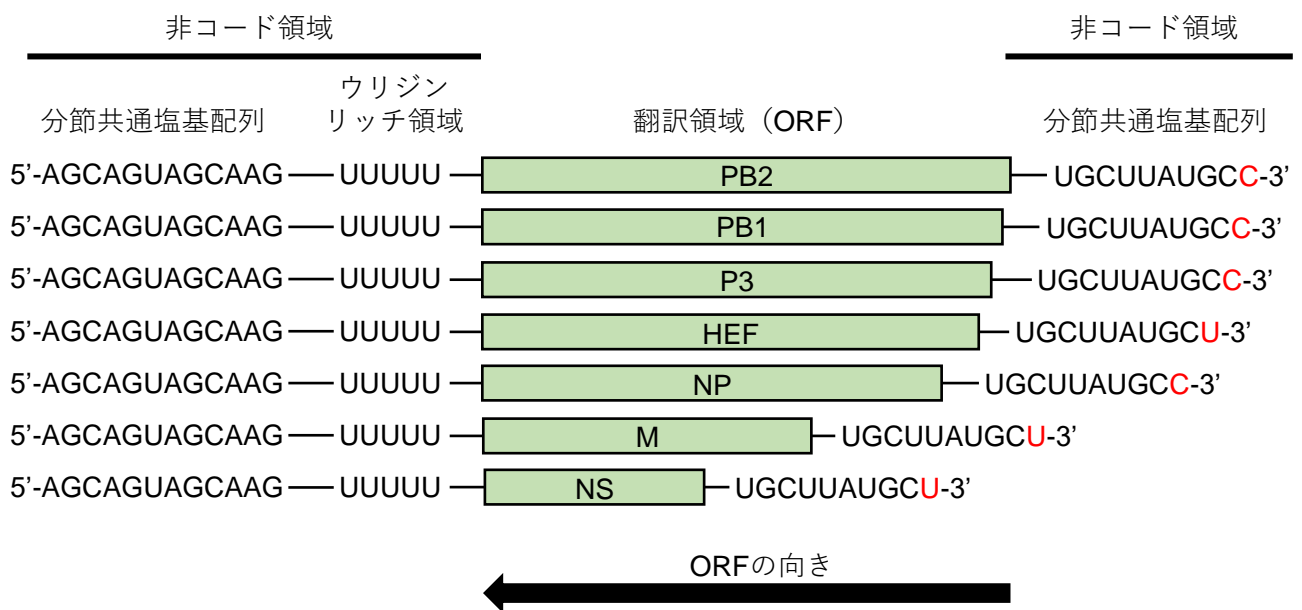 非コード領域 非コード領域
ウリジン
分節共通塩基配列 リッチ領域 翻訳領域（ORF） 分節共通塩基配列
5’-AGCAGUAGCAAG UUUUU PB2 UGCUUAUGCC-3’
5’-AGCAGUAGCAAG UUUUU PB1 UGCUUAUGCC-3’
5’-AGCAGUAGCAAG UUUUU P3 UGCUUAUGCC-3’
5’-AGCAGUAGCAAG UUUUU HEF UGCUUAUGCU-3’
5’-AGCAGUAGCAAG UUUUU NP UGCUUAUGCC-3’
5’-AGCAGUAGCAAG UUUUU M UGCUUAUGCU-3’
5’-AGCAGUAGCAAG UUUUU NS UGCUUAUGCU-3’
ORFの向き